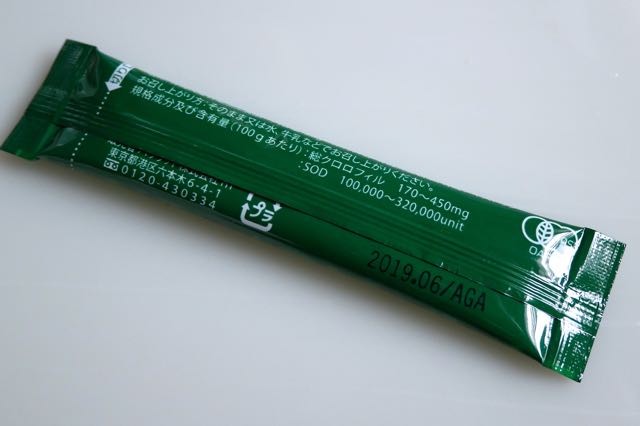 お召し上がり方：そのまま又は水、牛乳などでお召し上がりください。
規格成分及び含有量(100gあたり)：総クロロフィル 170〜450mg
：SOD 100,000〜320,000unit
東京都港区六本木6-4-1
0120-430334
プラ
2019.06/AGA